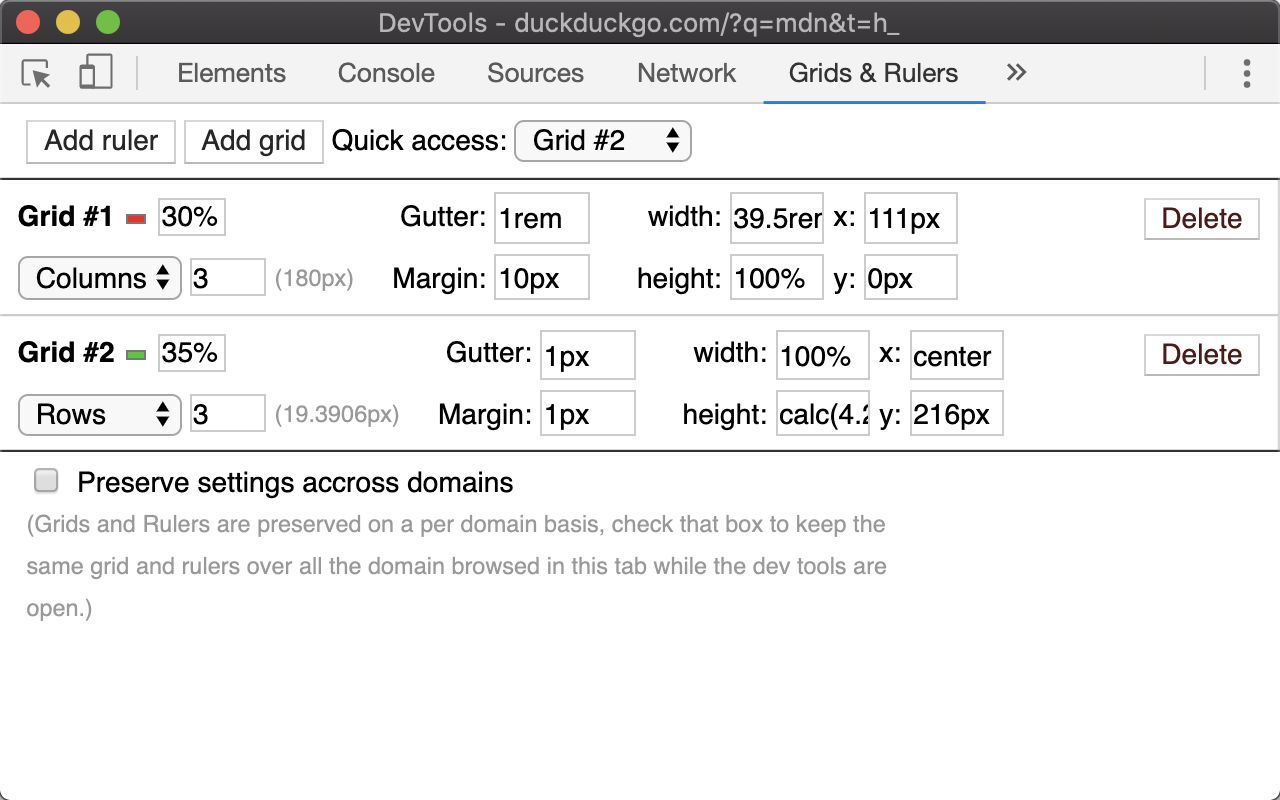 DevTools - duckduckgo.com/?q=mdn&t=h_
Elements Console Sources Network Grids & Rulers »
Add ruler Add grid Quick access: Grid #2
Grid #1 30% Gutter: 1rem width: 39.5rer x: 111px Delete
Columns 3 (180px) Margin: 10px height: 100% y: 0px
Grid #2 35% Gutter: 1px width: 100% x: center Delete
Rows 3 (19.3906px) Margin: 1px height: calc(4.2 y: 216px
Preserve settings accross domains
(Grids and Rulers are preserved on a per domain basis, check that box to keep the
same grid and rulers over all the domain browsed in this tab while the dev tools are
open.)